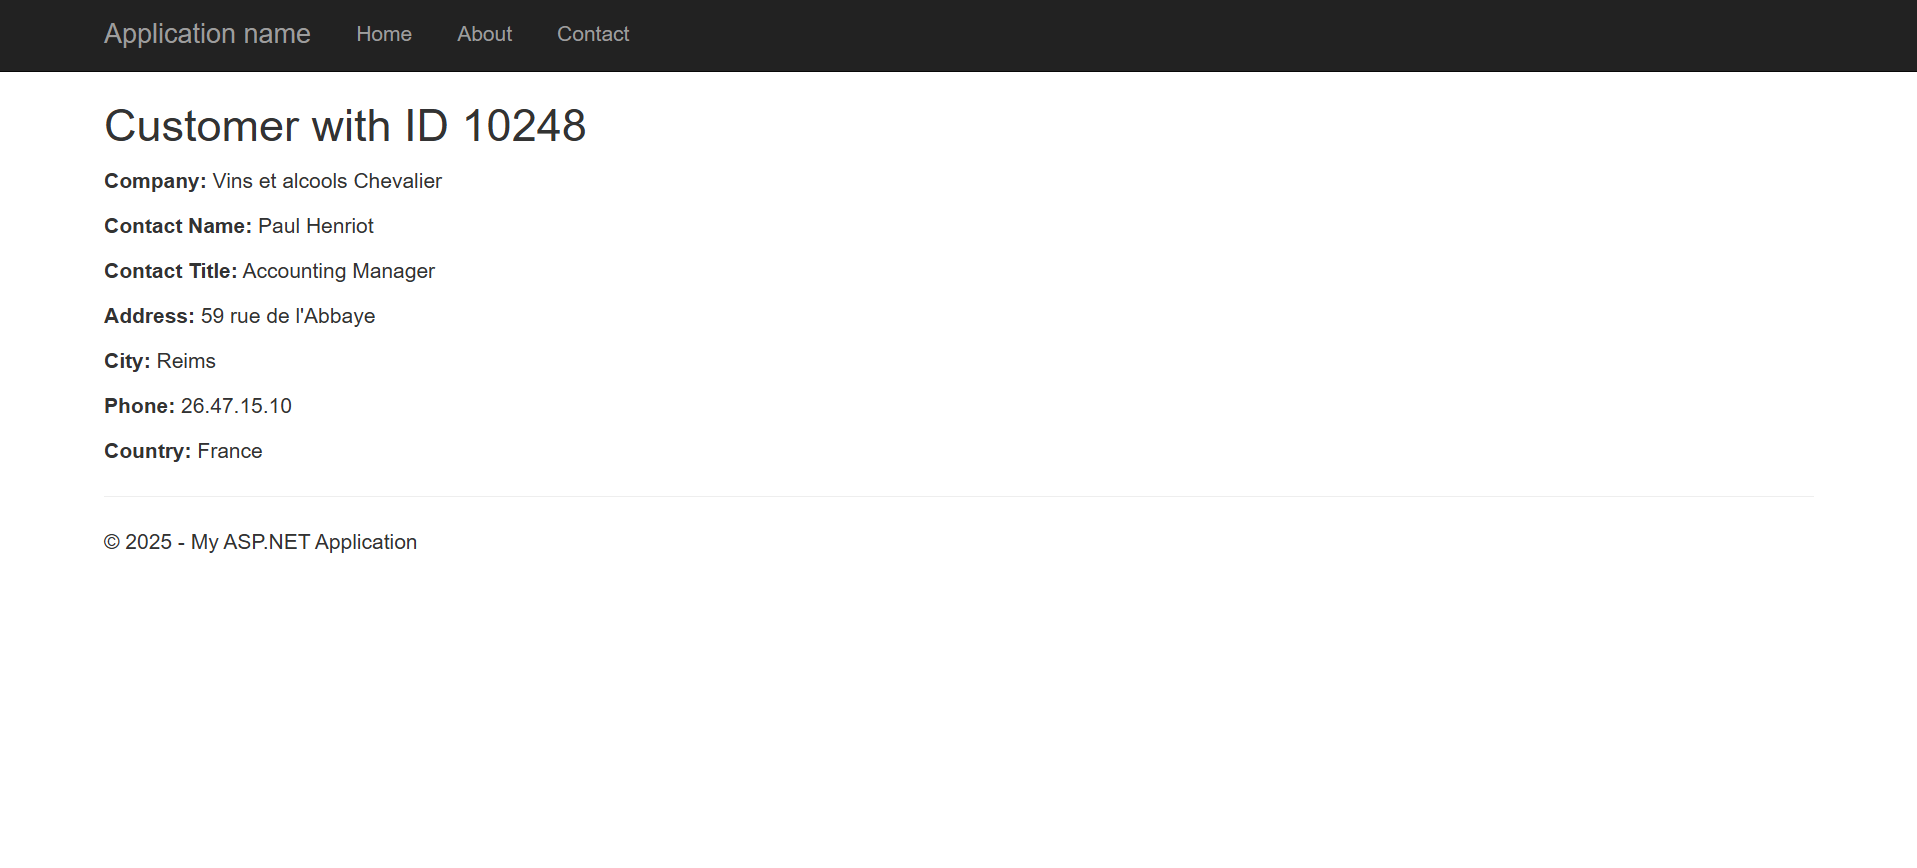 Application name Home About Contact
Customer with ID 10248
Company: Vins et alcools Chevalier
Contact Name: Paul Henriot
Contact Title: Accounting Manager
Address: 59 rue de l'Abbaye
City: Reims
Phone: 26.47.15.10
Country: France
© 2025 - My ASP.NET Application